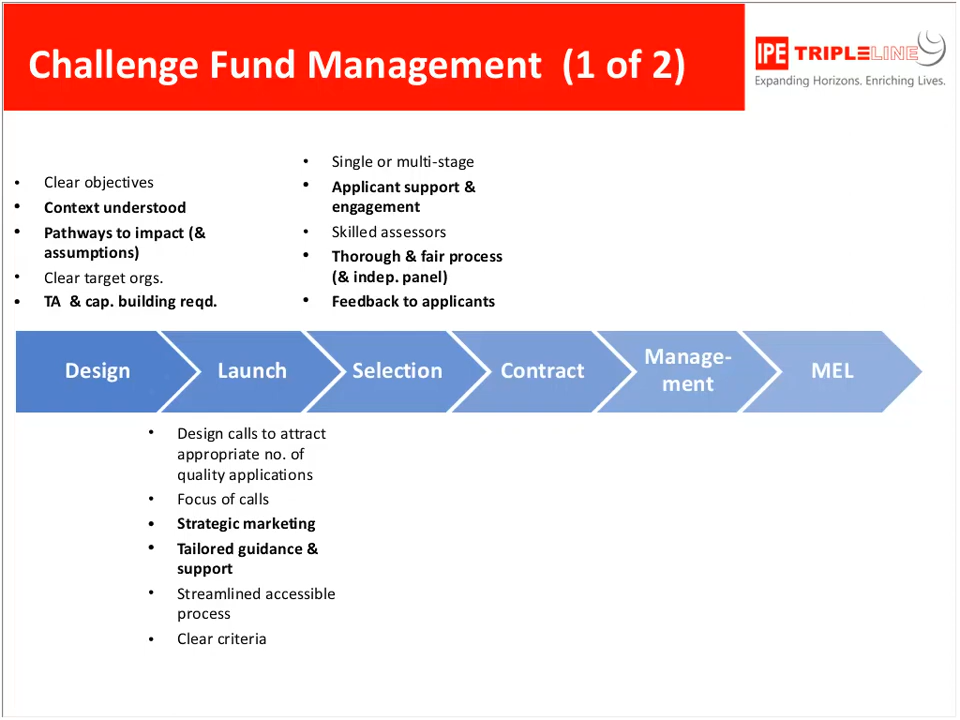 Challenge Fund Management  (1 of 2)
IPE TRIPLELINE
Expanding Horizons. Enriching Lives.
• Clear objectives
• Context understood
• Pathways to impact (&
assumptions)
• Clear target orgs.
• TA  & cap. building reqd.
• Single or multi-stage
• Applicant support &
engagement
• Skilled assessors
• Thorough & fair process
(& indep. panel)
• Feedback to applicants
Design
Launch
Selection
Contract
Manage-
ment
MEL
• Design calls to attract
appropriate no. of
quality applications
• Focus of calls
• Strategic marketing
• Tailored guidance &
support
• Streamlined accessible
process
• Clear criteria